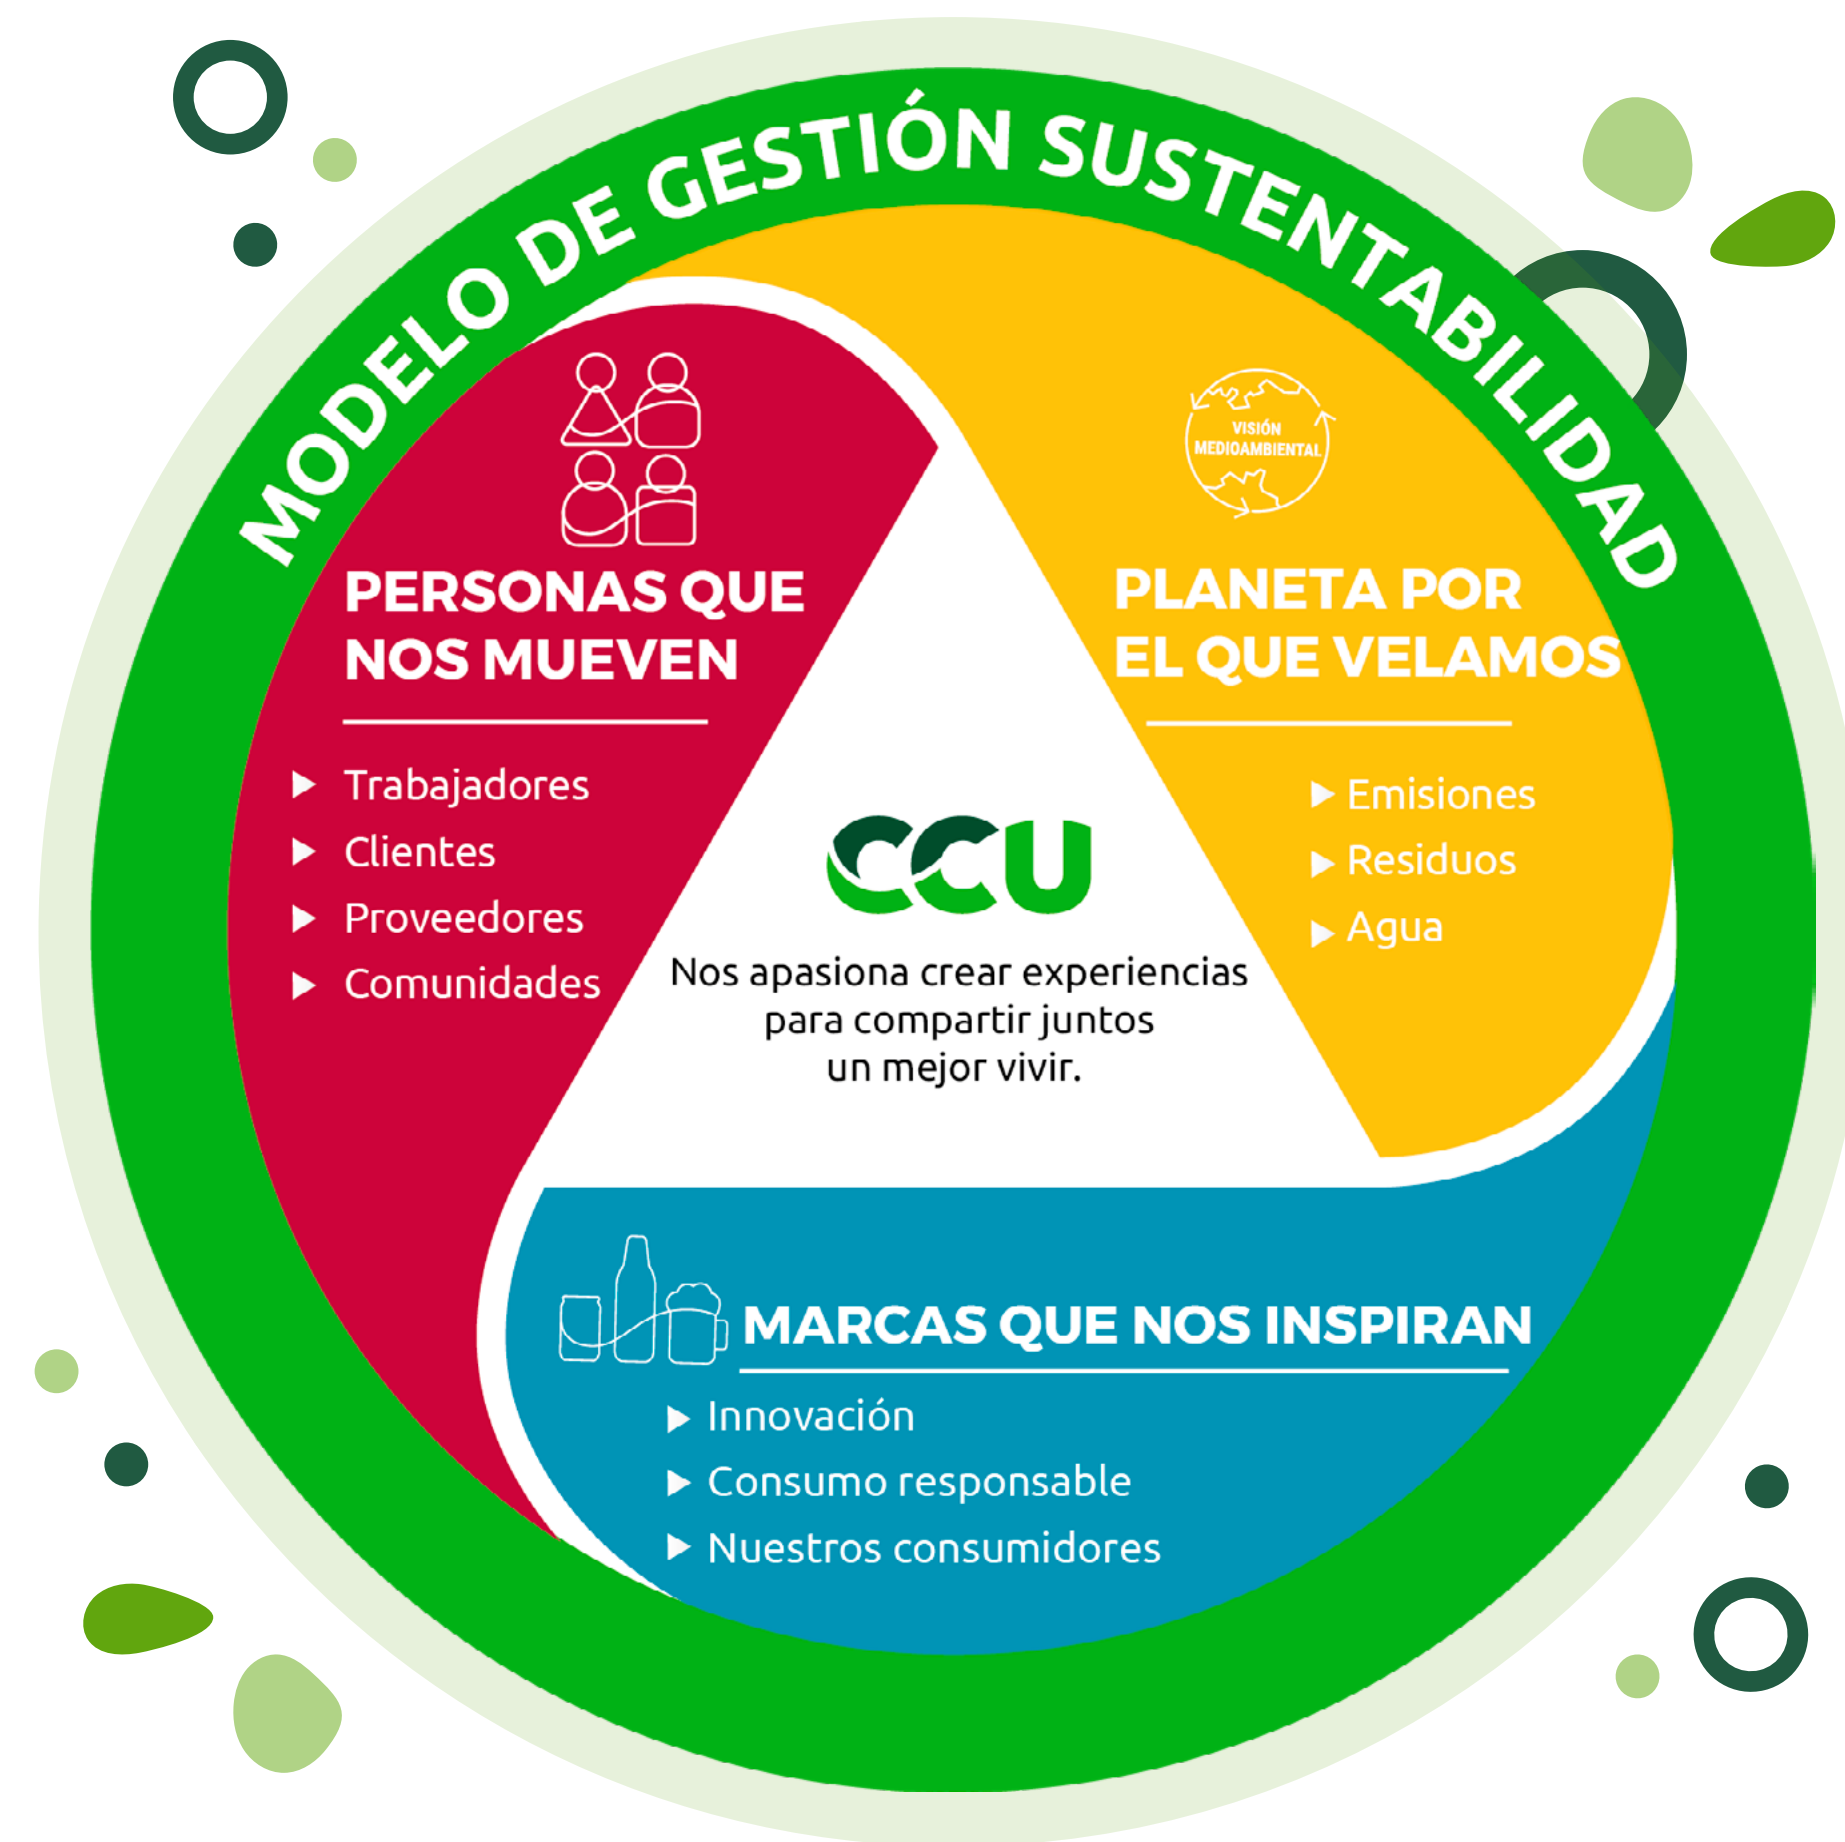 MODELO DE GESTIÓN SUSTENTABILIDAD
PERSONAS QUE
NOS MUEVEN
Trabajadores
Clientes
Proveedores
Comunidades
VISIÓN
MEDIOAMBIENTAL
PLANETA POR
EL QUE VELAMOS
Emisiones
Residuos
Agua
CCU
Nos apasiona crear experiencias
para compartir juntos
un mejor vivir.
MARCAS QUE NOS INSPIRAN
Innovación
Consumo responsable
Nuestros consumidores